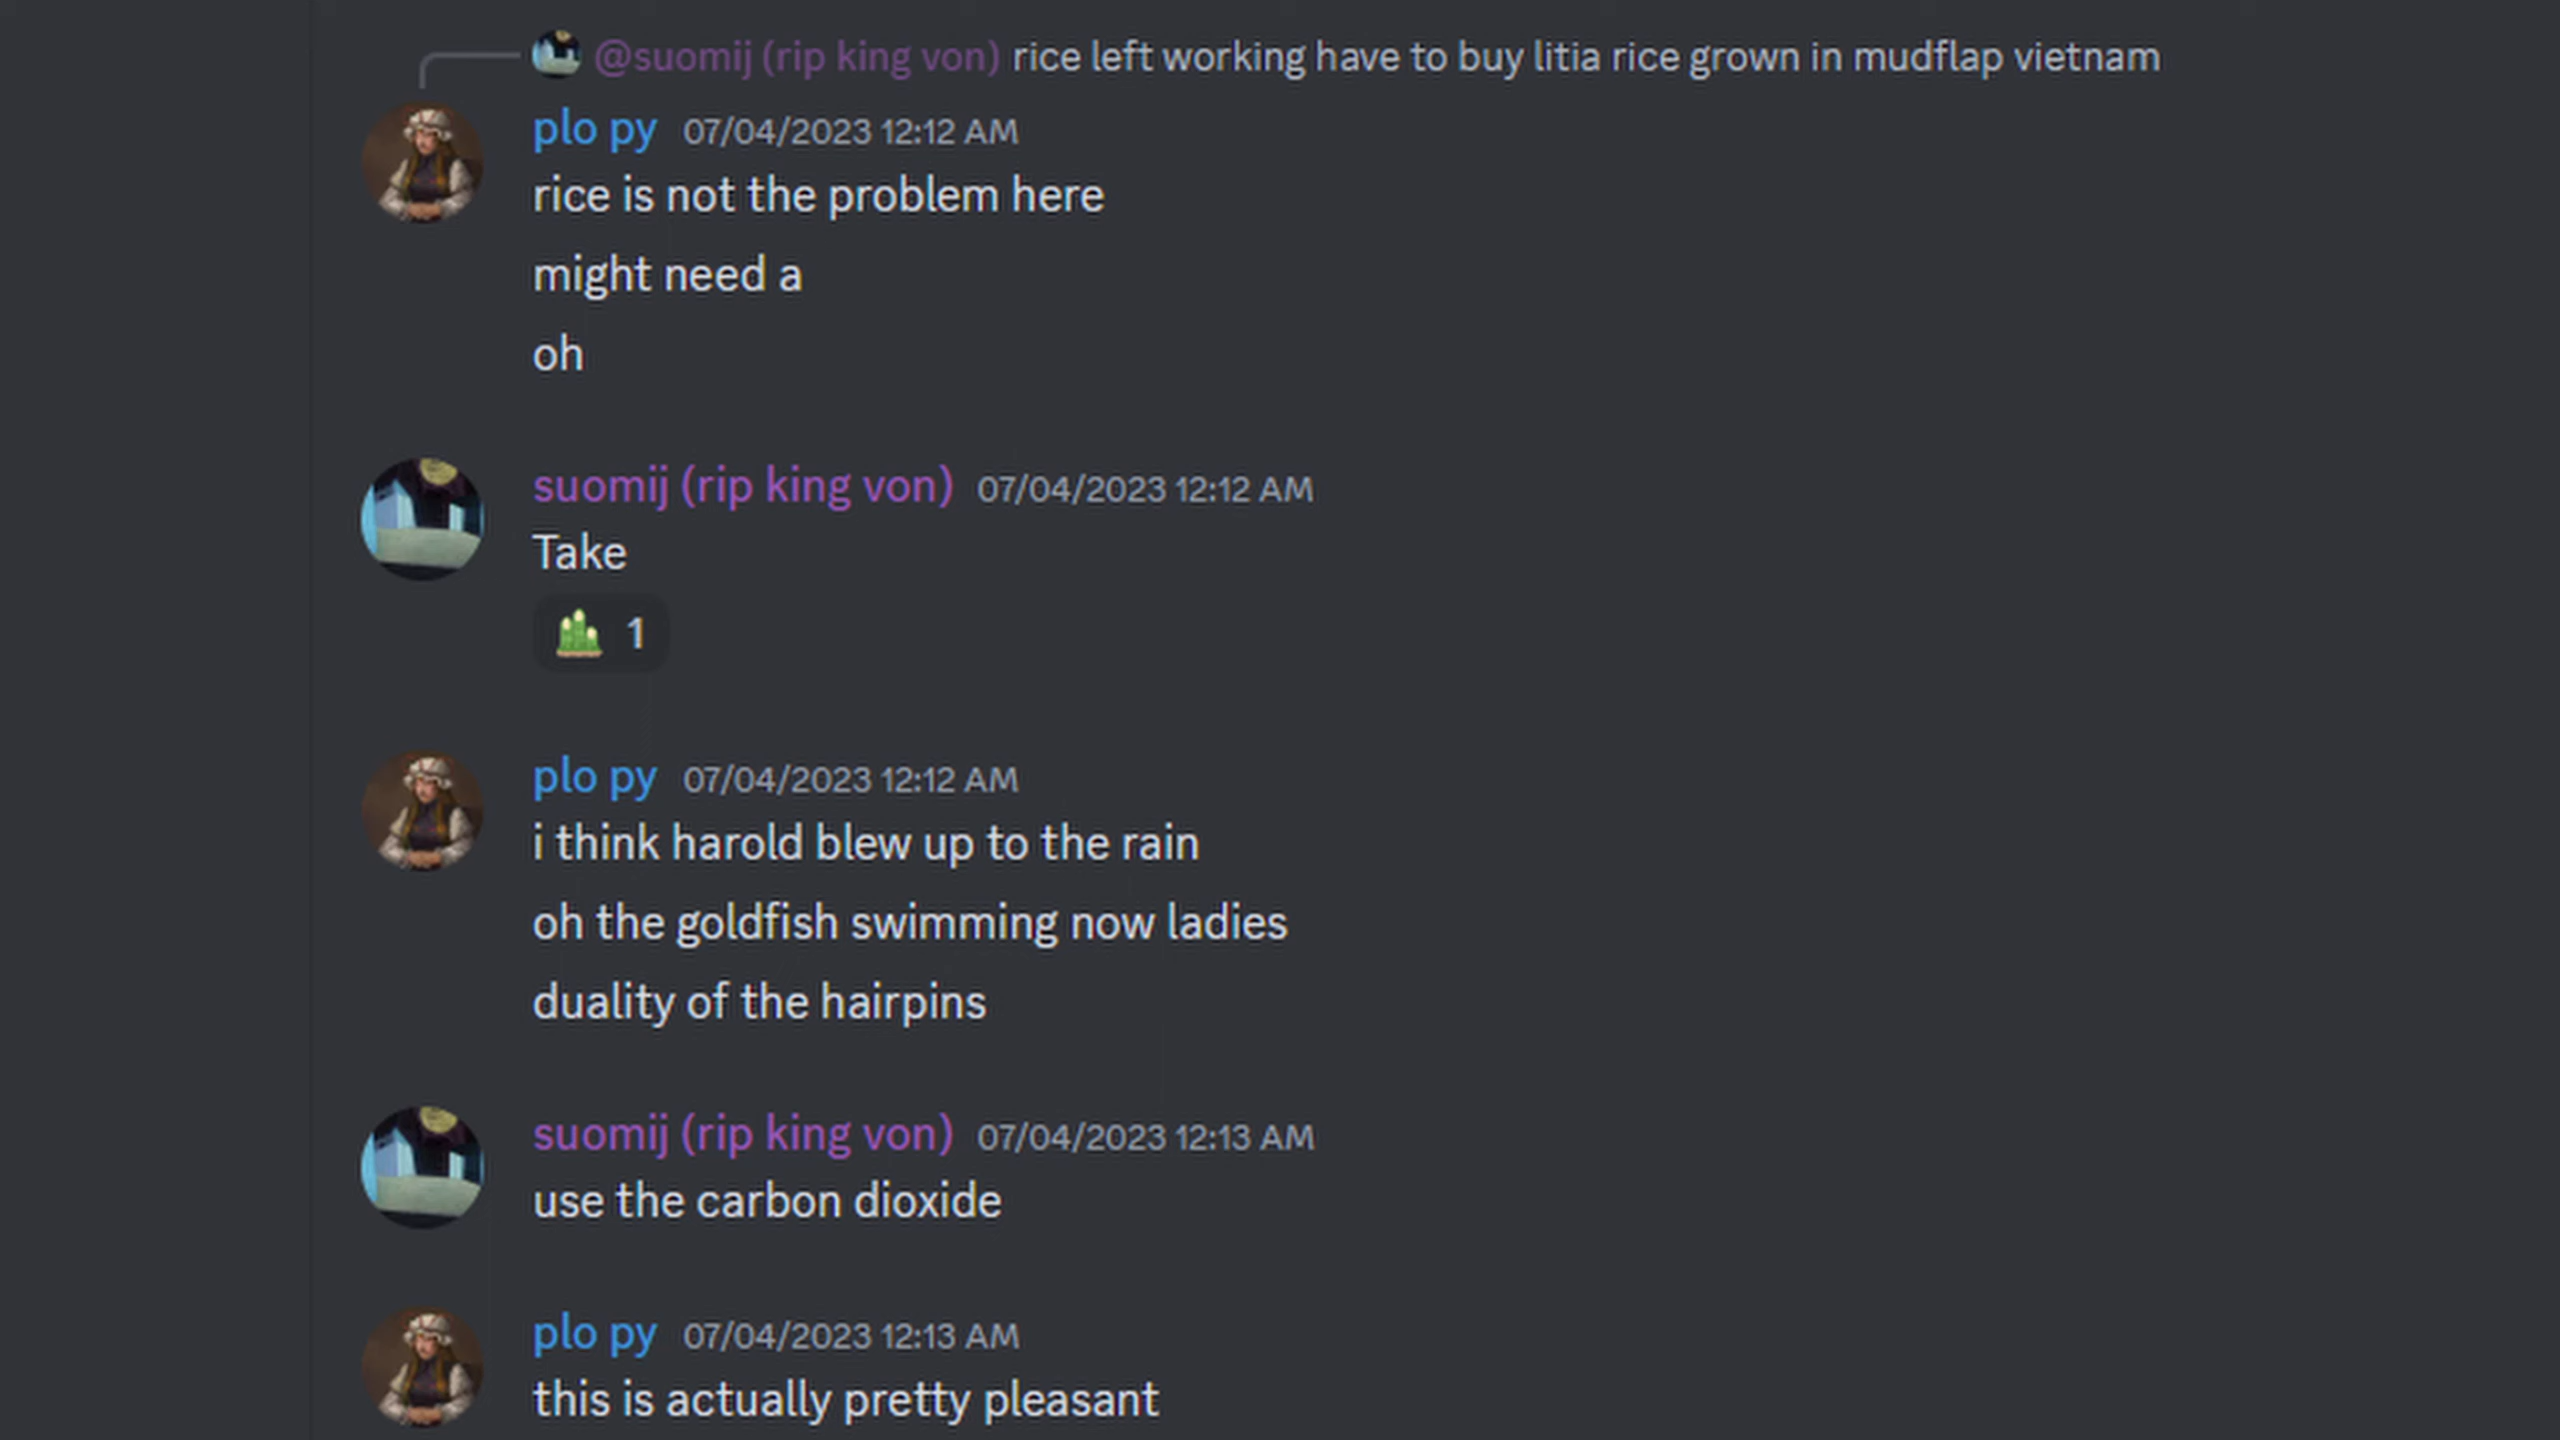 @suomij (rip king von) rice left working have to buy litia rice grown in mudflap vietnam
plo py 07/04/2023 12:12 AM
rice is not the problem here
might need a
oh
suomij (rip king von) 07/04/2023 12:12 AM
Take
1
plo py 07/04/2023 12:12 AM
i think harold blew up to the rain
oh the goldfish swimming now ladies
duality of the hairpins
suomij (rip king von) 07/04/2023 12:13 AM
use the carbon dioxide
plo py 07/04/2023 12:13 AM
this is actually pretty pleasant